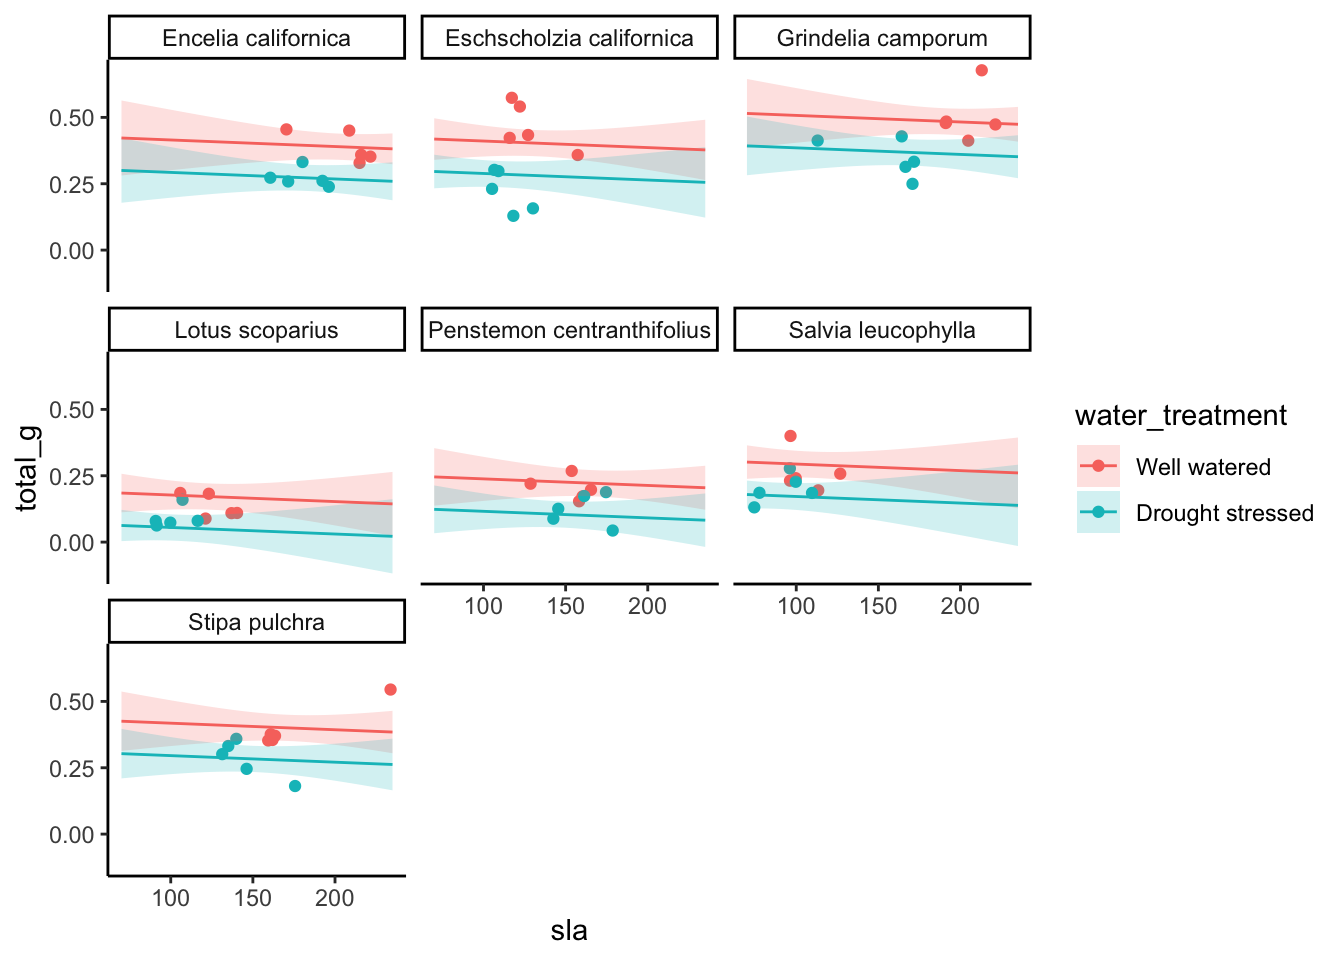 Encelia californica
Eschscholzia californica
Grindelia camporum
0.50
0.25
0.00
Lotus scoparius
Penstemon centranthifolius
Salvia leucophylla
0.50
0.25
0.00
100 150 200
100 150 200
Stipa pulchra
0.50
0.25
0.00
100 150 200
total_g
sla
water_treatment
Well watered
Drought stressed